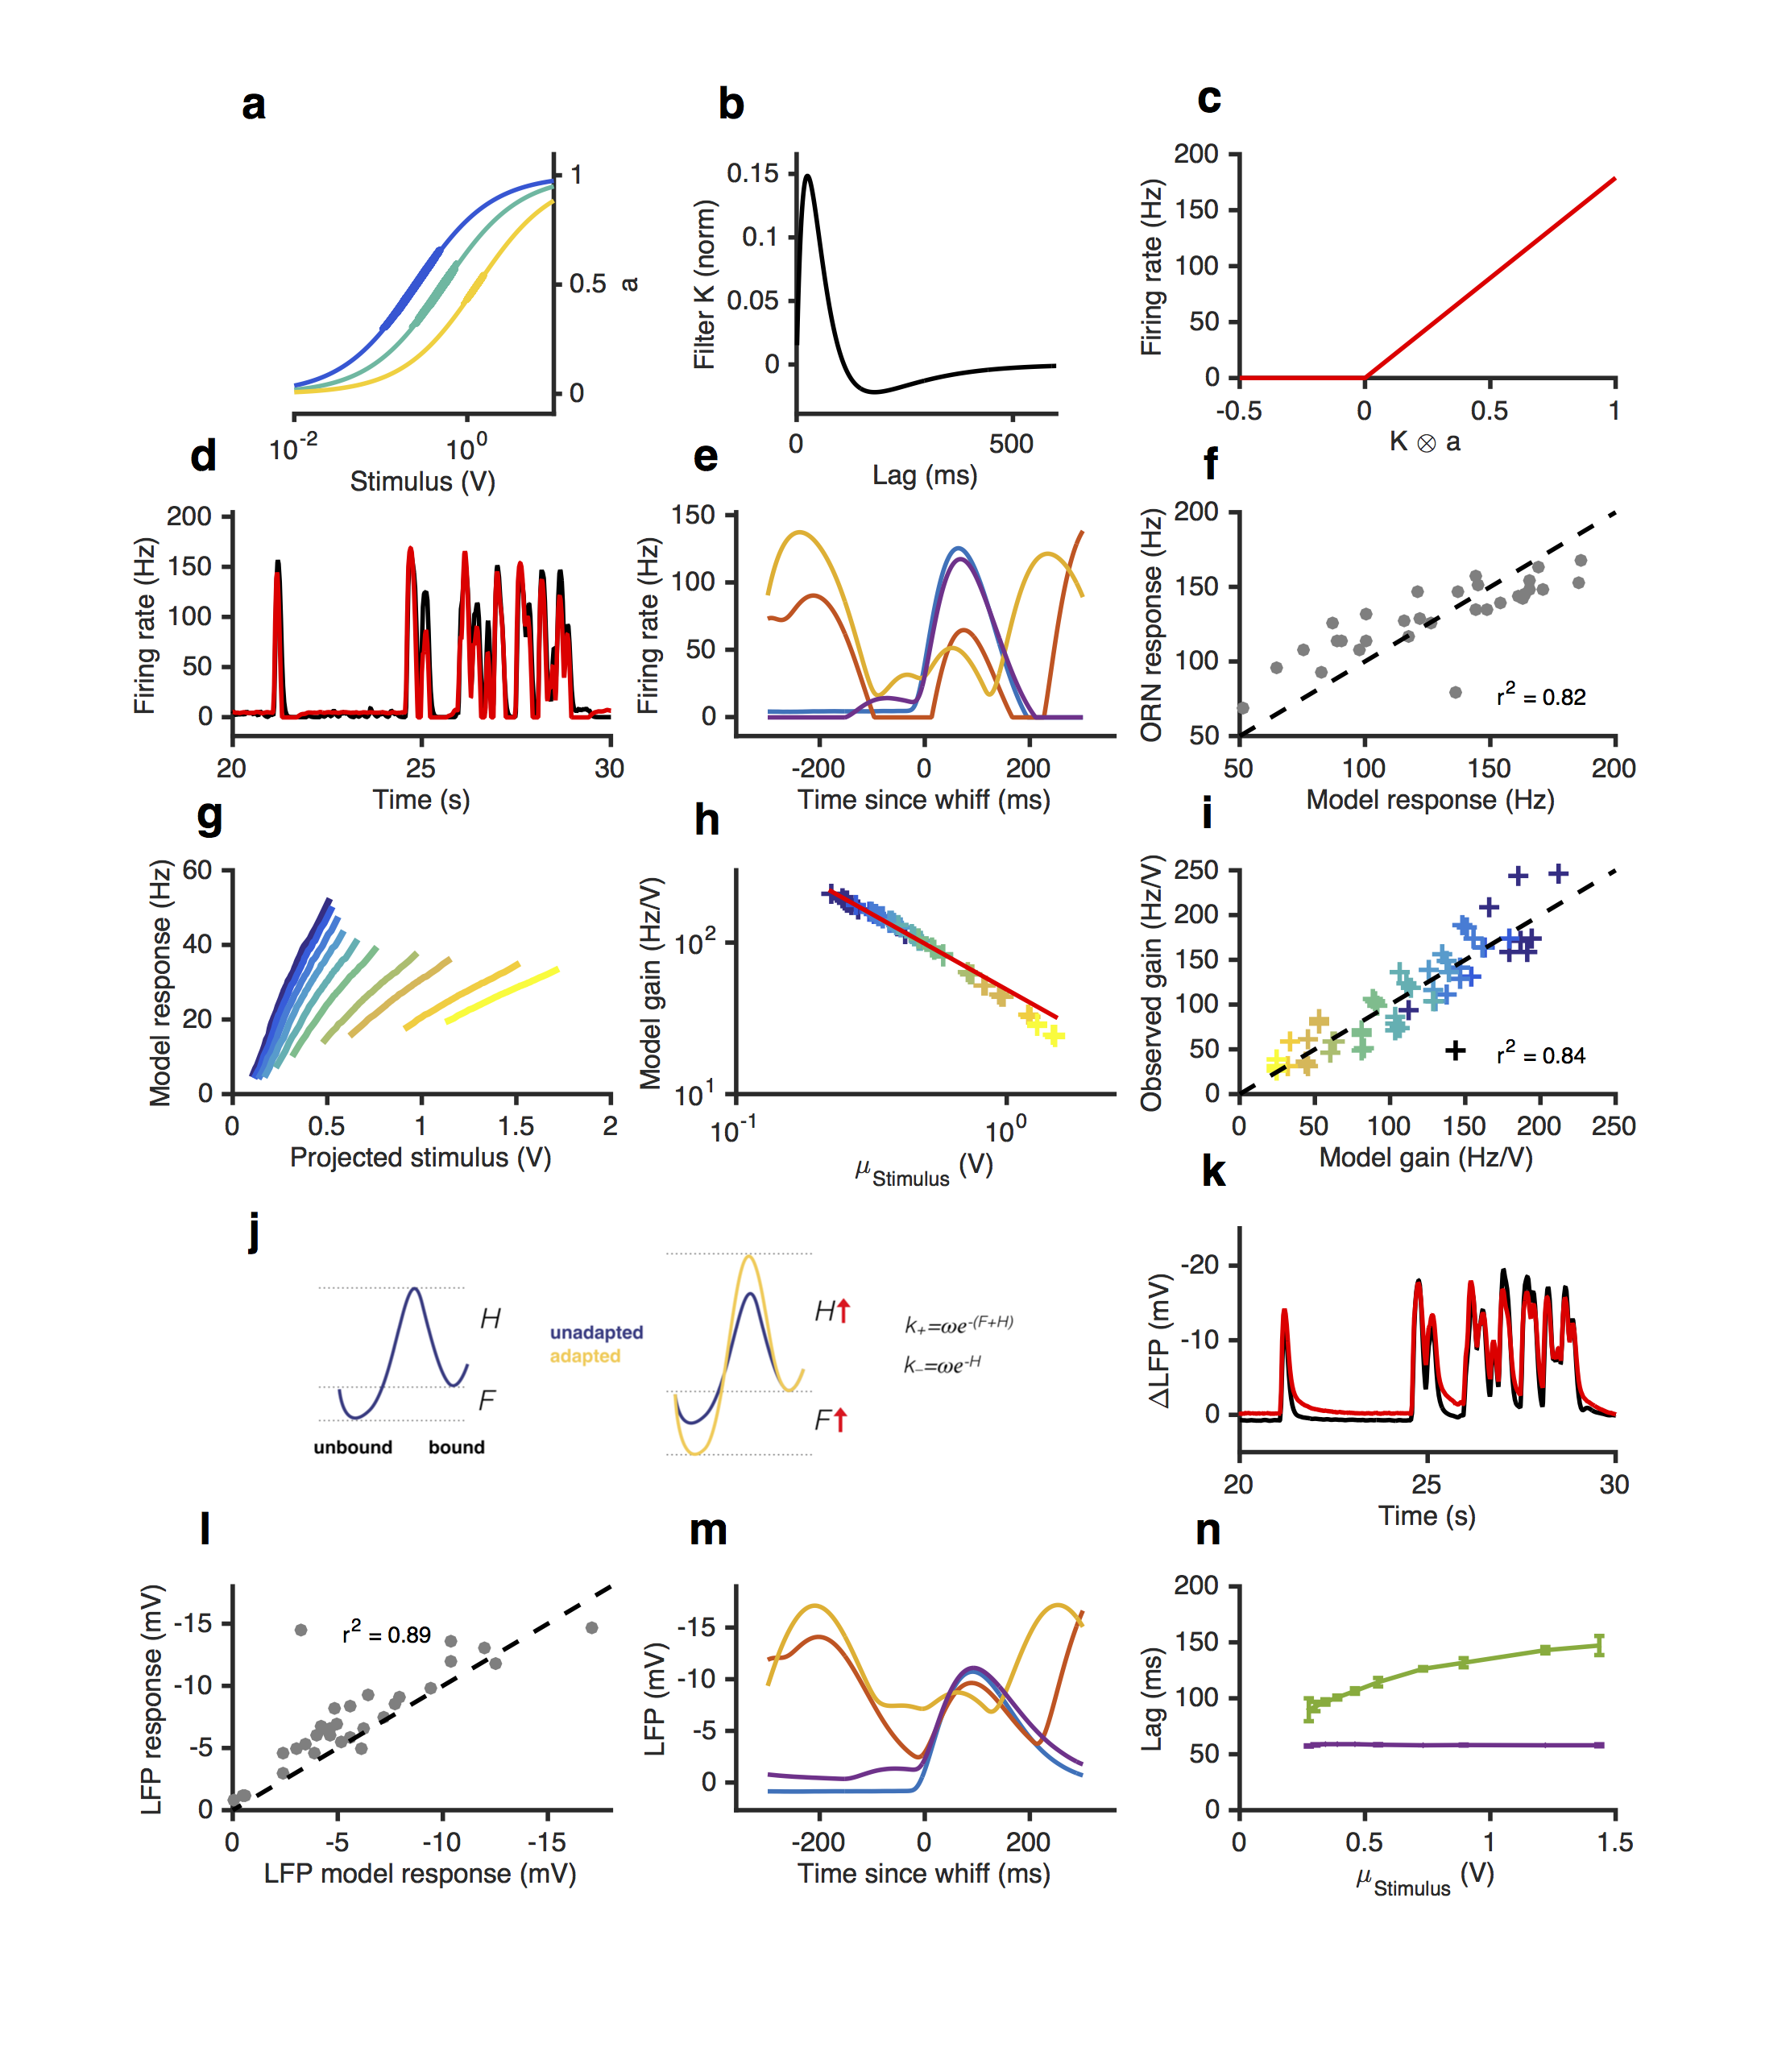 a
1
0.5
a
0
10-2
100
Stimulus (V)
b
0.15
0.1
0.05
0
Filter K (norm)
0
500
Lag (ms)
c
200
150
100
50
0
Firing rate (Hz)
-0.5
0
0.5
1
K ⊗ a
d
200
150
100
50
0
Firing rate (Hz)
20
25
30
Time (s)
e
150
100
50
0
Firing rate (Hz)
-200
0
200
Time since whiff (ms)
f
200
150
100
50
ORN response (Hz)
r2 = 0.82
50
100
150
200
Model response (Hz)
g
60
40
20
0
Model response (Hz)
0
0.5
1
1.5
2
Projected stimulus (V)
h
102
101
Model gain (Hz/V)
10-1
100
μStimulus (V)
i
250
200
150
100
50
0
Observed gain (Hz/V)
r2 = 0.84
0
50
100
150
200
250
Model gain (Hz/V)
j
H
F
unbound
bound
unadapted
adapted
H↑
F↑
k+=ωe-(F+H)
k-=ωe-H
k
-20
-10
0
ΔLFP (mV)
20
25
30
Time (s)
l
-15
-10
-5
0
LFP response (mV)
r2 = 0.89
0
-5
-10
-15
LFP model response (mV)
m
-15
-10
-5
0
LFP (mV)
-200
0
200
Time since whiff (ms)
n
200
150
100
50
0
Lag (ms)
0
0.5
1
1.5
μStimulus (V)